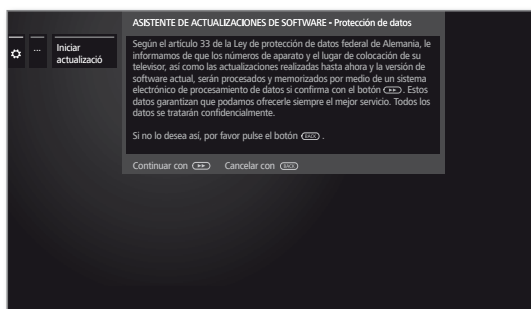 ASISTENTE DE ACTUALIZACIONES DE SOFTWARE - Protección de datos
...
Iniciar
actualizació
Según el artículo 33 de la Ley de protección de datos federal de Alemania, le
informamos de que los números de aparato y el lugar de colocación de su
televisor, así como las actualizaciones realizadas hasta ahora y la versión de
software actual, serán procesados y memorizados por medio de un sistema
electrónico de procesamiento de datos si confirma con el botón. Estos
datos garantizan que podamos ofrecerle siempre el mejor servicio. Todos los
datos se tratarán confidencialmente.
Si no lo desea así, por favor pulse el botón BACK.
Continuar con Cancelar con BACK